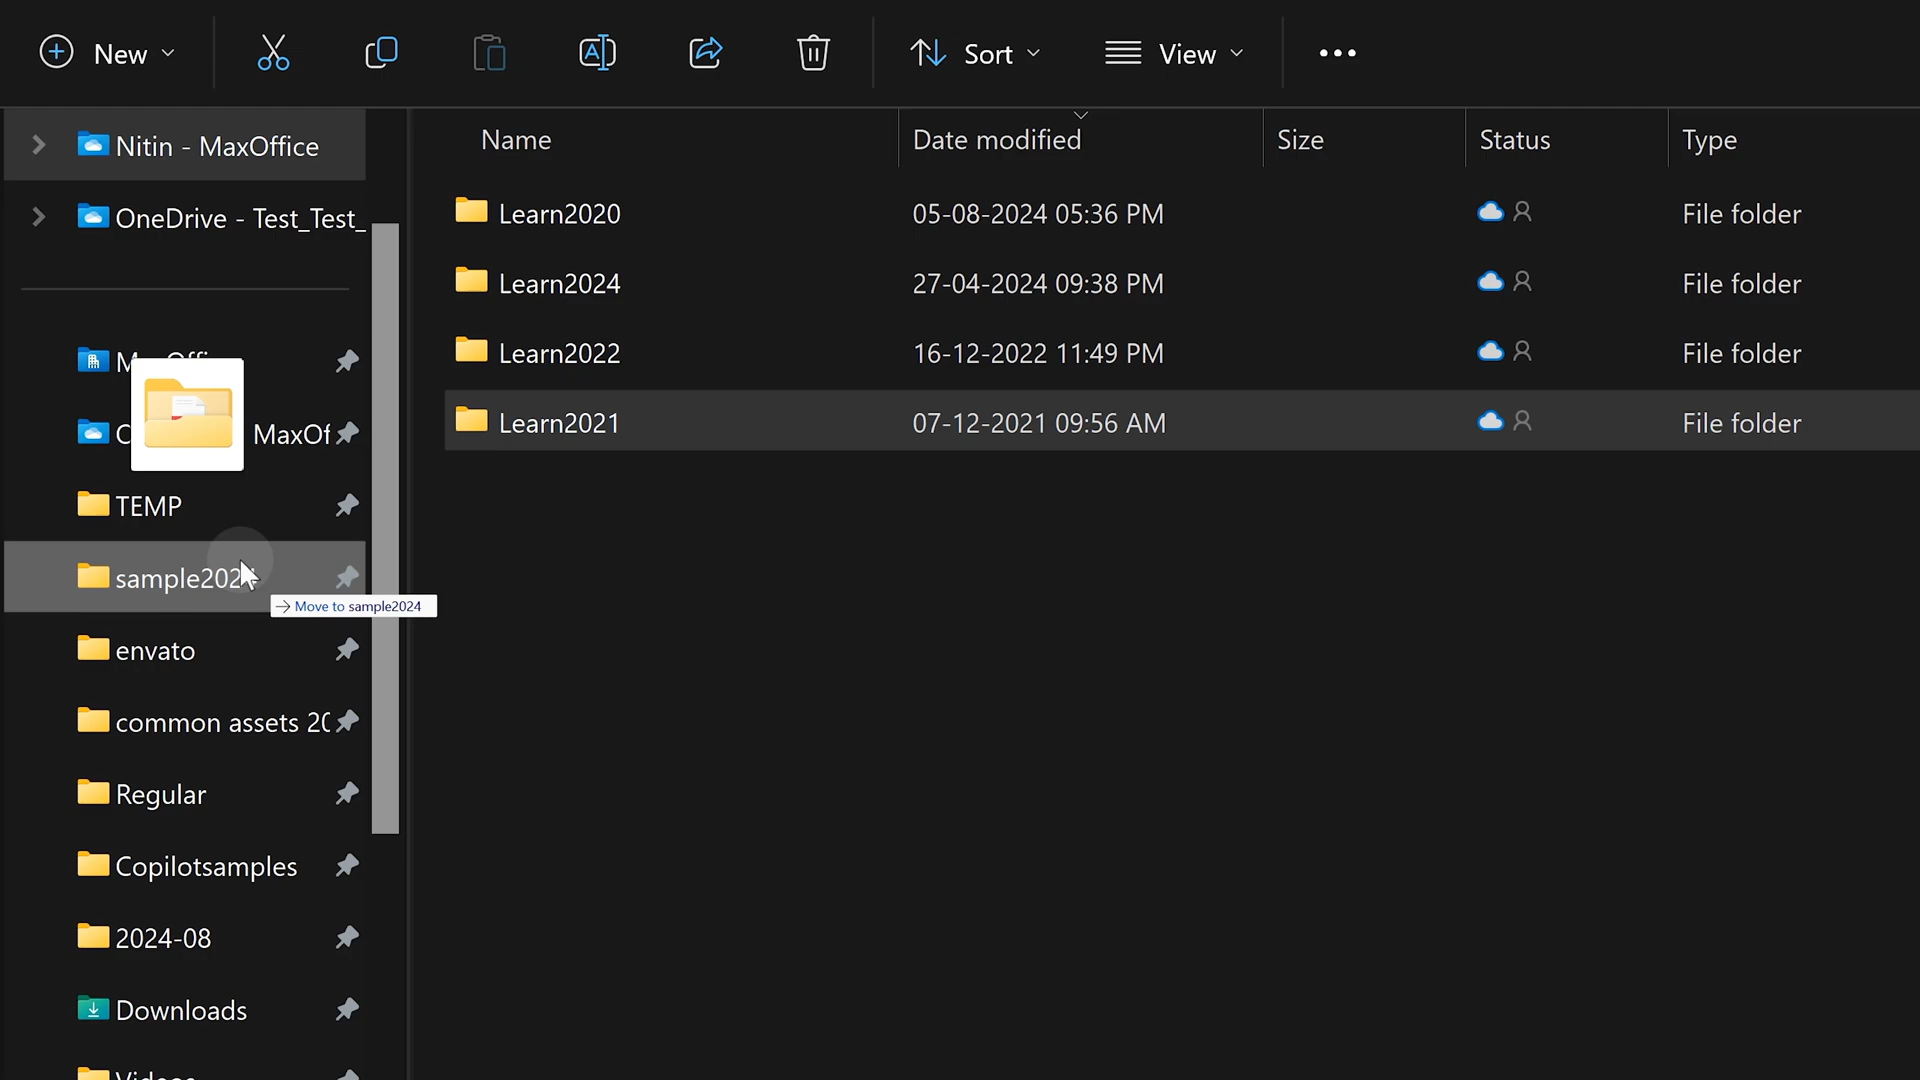 New
Sort
View
Nitin - MaxOffice
OneDrive - Test_Test_
MaxOf
TEMP
sample202
Move to sample2024
envato
common assets 20
Regular
Copilotsamples
2024-08
Downloads
Videos
Name Date modified Size Status Type
Learn2020 05-08-2024 05:36 PM File folder
Learn2024 27-04-2024 09:38 PM File folder
Learn2022 16-12-2022 11:49 PM File folder
Learn2021 07-12-2021 09:56 AM File folder